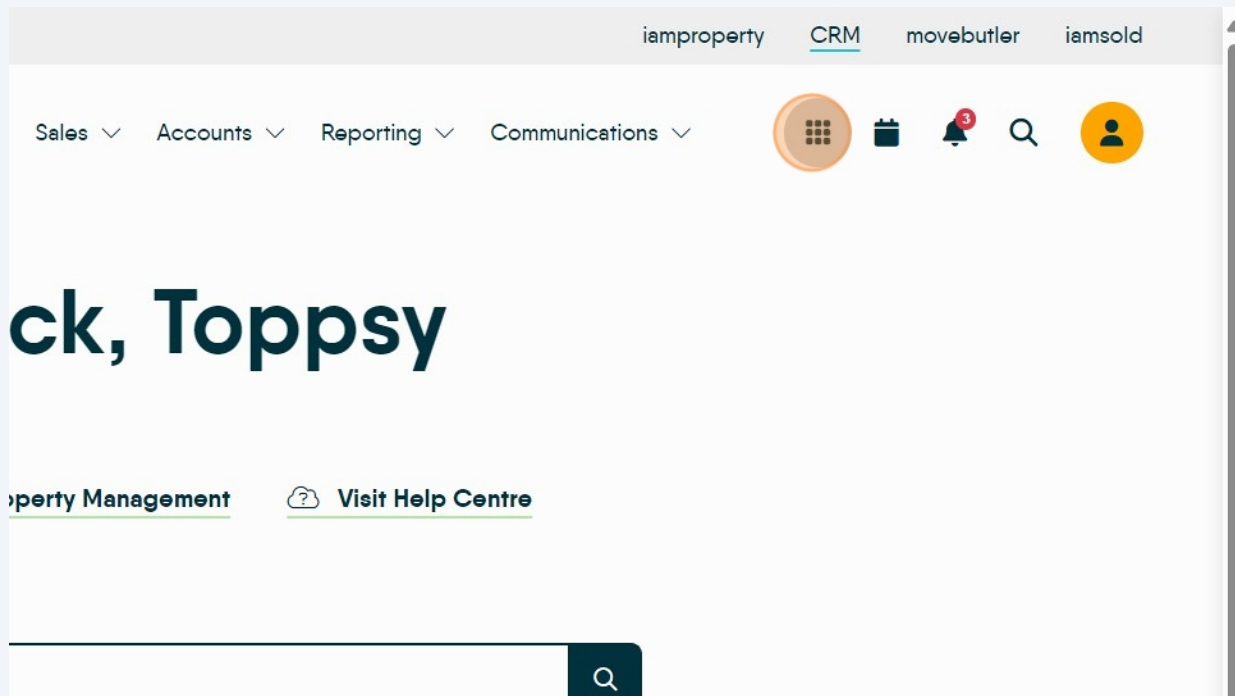 iamproperty CRM movebutler iamsold
Sales Accounts Reporting Communications 3
ck, Toppsy
operty Management Visit Help Centre